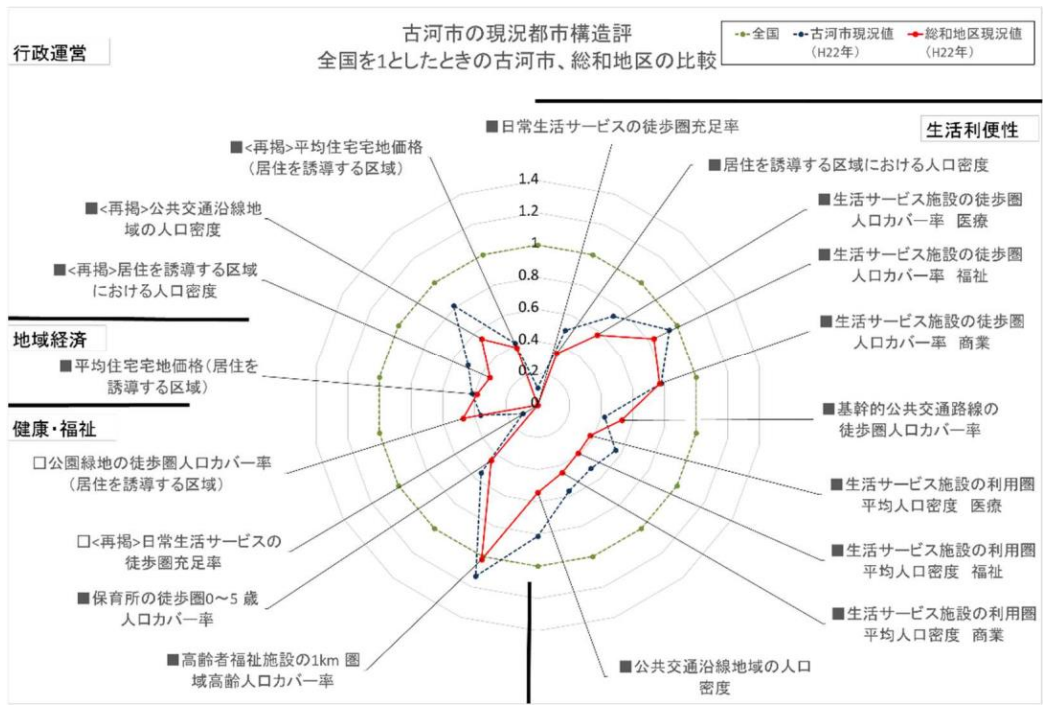 古河市の現況都市構造評
全国を1としたときの古河市、総和地区の比較
全国
古河市現況値
(H22年)
総和地区現況値
(H22年)
行政運営
生活利便性
■日常生活サービスの徒歩圏充足率
■居住を誘導する区域における人口密度
■生活サービス施設の徒歩圏
人口カバー率 医療
■生活サービス施設の徒歩圏
人口カバー率 福祉
■生活サービス施設の徒歩圏
人口カバー率 商業
■基幹的公共交通路線の
徒歩圏人口カバー率
■生活サービス施設の利用圏
平均人口密度 医療
■生活サービス施設の利用圏
平均人口密度 福祉
■生活サービス施設の利用圏
平均人口密度 商業
■公共交通沿線地域の人口
密度
■高齢者福祉施設の1km 圏
域高齢人口カバー率
■保育所の徒歩圏0～5 歳
人口カバー率
□<再掲>日常生活サービスの
徒歩圏充足率
□公園緑地の徒歩圏人口カバー率
(居住を誘導する区域)
健康・福祉
■平均住宅宅地価格(居住を
誘導する区域)
地域経済
■<再掲>居住を誘導する区域
における人口密度
■<再掲>公共交通沿線地
域の人口密度
■<再掲>平均住宅宅地価格
(居住を誘導する区域)
1.4
1.2
1
0.8
0.6
0.4
0.2
0